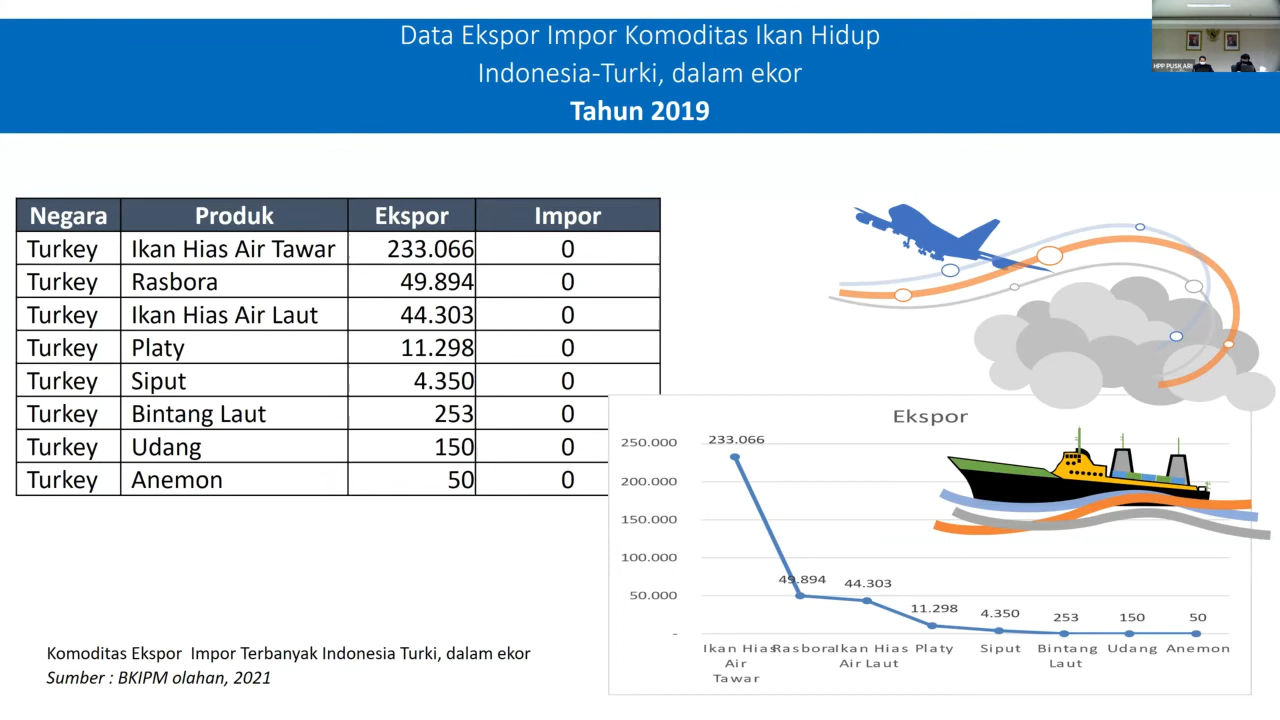 Data Ekspor Impor Komoditas Ikan Hidup
Indonesia-Turki, dalam ekor
Tahun 2019
HPP PUSKARI
Negara Produk Ekspor Impor
Turkey Ikan Hias Air Tawar 233.066 0
Turkey Rasbora 49.894 0
Turkey Ikan Hias Air Laut 44.303 0
Turkey Platy 11.298 0
Turkey Siput 4.350 0
Turkey Bintang Laut 253 0
Turkey Udang 150 0
Turkey Anemon 50 0
Ekspor
250.000
200.000
150.000
100.000
50.000
-
233.066
49.894
44.303
11.298
4.350
253
150
50
Ikan Hias
Air
Tawar
Rasbora
Ikan Hias
Air Laut
Platy
Siput
Bintang
Laut
Udang
Anemon
Komoditas Ekspor Impor Terbanyak Indonesia Turki, dalam ekor
Sumber : BKIPM olahan, 2021